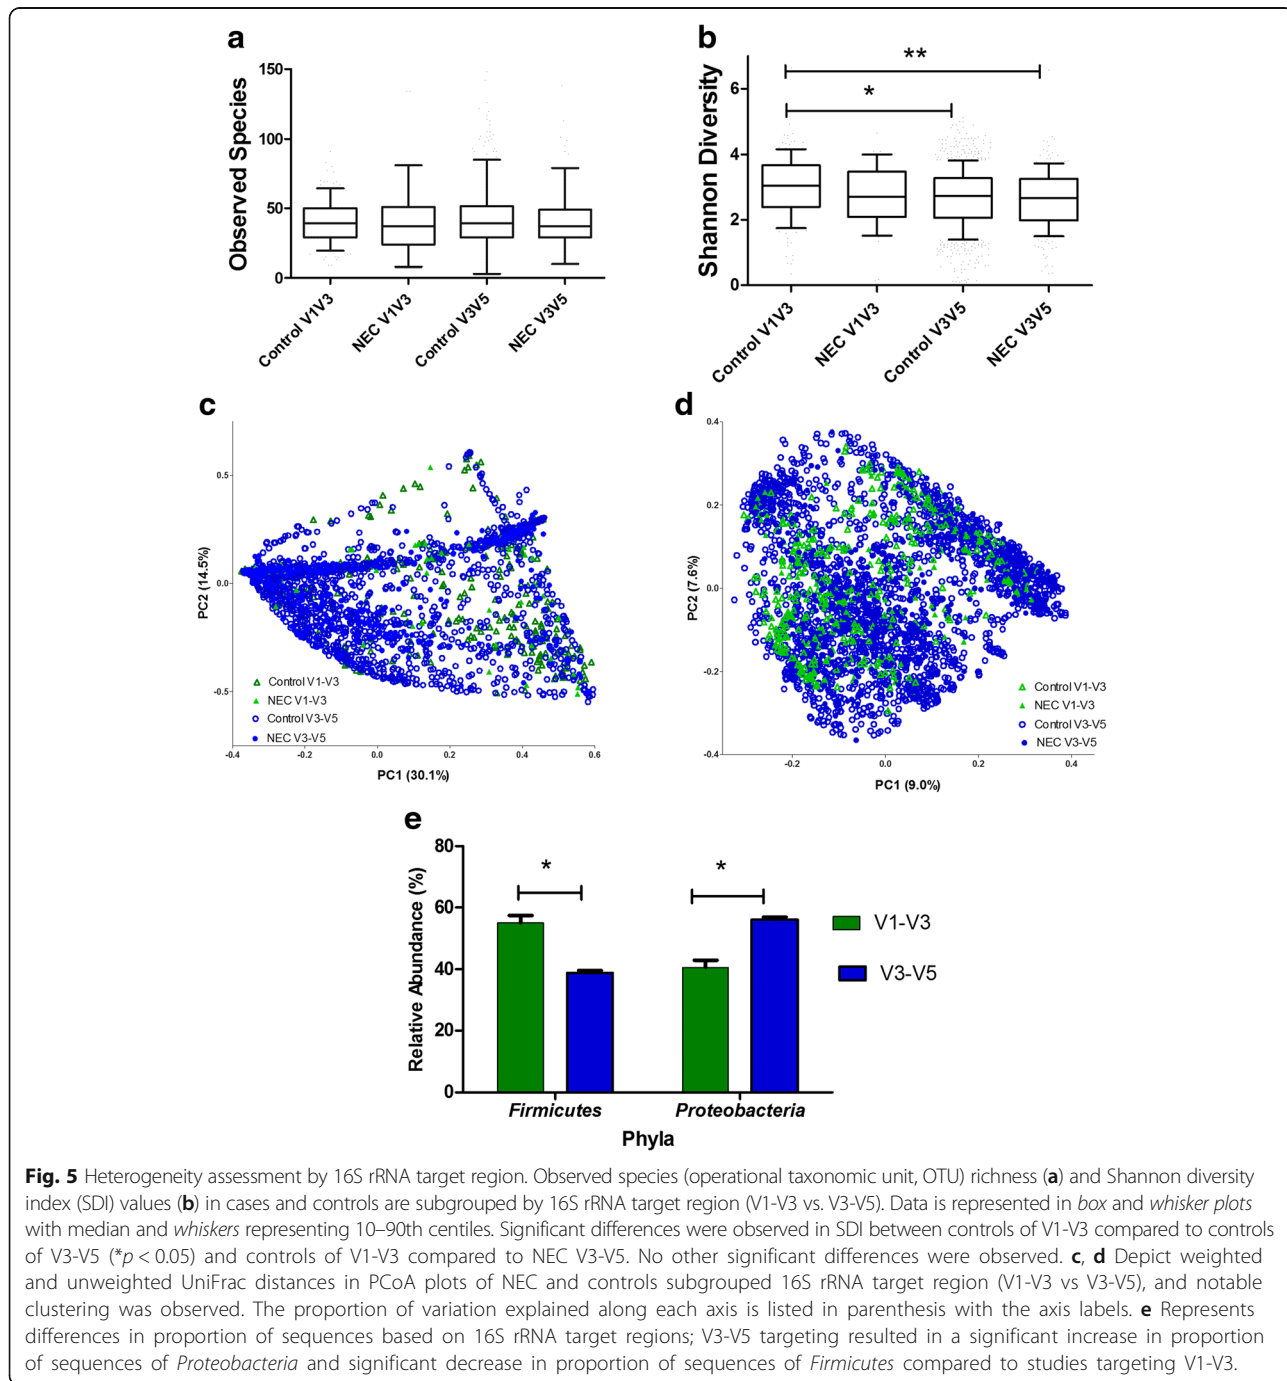 a
Observed Species
150
100
50
0
Control V1V3
NEC V1V3
Control V3V5
NEC V3V5
b
Shannon Diversity
6
4
2
0
**
*
Control V1V3
NEC V1V3
Control V3V5
NEC V3V5
c
PC2 (14.5%)
0.5
0.0
-0.5
Control V1-V3
NEC V1-V3
Control V3-V5
NEC V3-V5
-0.4
-0.2
0.0
0.2
0.4
0.6
PC1 (30.1%)
d
PC2 (7.6%)
0.4
0.2
0.0
-0.2
-0.4
Control V1-V3
NEC V1-V3
Control V3-V5
NEC V3-V5
-0.2
0.0
0.2
0.4
PC1 (9.0%)
e
Relative Abundance (%)
80
60
40
20
0
*
*
V1-V3
V3-V5
Firmicutes
Proteobacteria
Phyla
Fig. 5 Heterogeneity assessment by 16S rRNA target region. Observed species (operational taxonomic unit, OTU) richness (a) and Shannon diversity
index (SDI) values (b) in cases and controls are subgrouped by 16S rRNA target region (V1-V3 vs. V3-V5). Data is represented in box and whisker plots
with median and whiskers representing 10–90th centiles. Significant differences were observed in SDI between controls of V1-V3 compared to controls
of V3-V5 (*p < 0.05) and controls of V1-V3 compared to NEC V3-V5. No other significant differences were observed. c, d Depict weighted
and unweighted UniFrac distances in PCoA plots of NEC and controls subgrouped 16S rRNA target region (V1-V3 vs V3-V5), and notable
clustering was observed. The proportion of variation explained along each axis is listed in parenthesis with the axis labels. e Represents
differences in proportion of sequences based on 16S rRNA target regions; V3-V5 targeting resulted in a significant increase in proportion
of sequences of Proteobacteria and significant decrease in proportion of sequences of Firmicutes compared to studies targeting V1-V3.